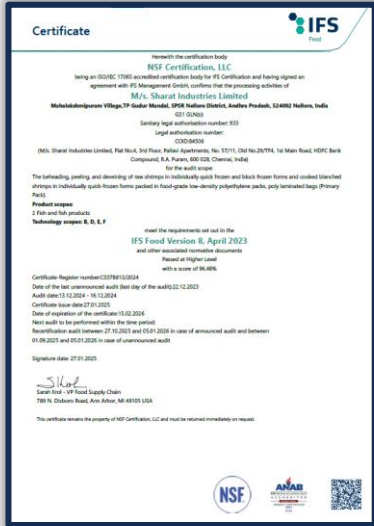 Certificate
IFS
Food
Herewith the certification body
NSF Certification, LLC
being an ISO/IEC 17065 accredited certification body for IFS Certification and having signed an
agreement with IFS Management GmbH, confirms that the processing activities of
M/s. Sharat Industries Limited
Mahalakshmipuram Village,TP Gudur Mandal, SPSR Nellore District, Andhra Pradesh, 524002 Nellore, India
GS1 GLN(s):
Sanitary legal authorisation number: 933
Legal authorisation number:
COID:84506
(M/s. Sharat Industries Limited, Flat No.4, 3rd Floor, Pallavi Apartments, No. 57/11, Old No.29/TF4, 1st Main Road, HDFC Bank
Compound, R.A. Puram, 600 028, Chennai, India)
for the audit scope:
The beheading, peeling, and deveining of raw shrimps in individually quick frozen and block frozen forms and cooked blanched
shrimps in individually quick-frozen forms packed in food-grade low-density polyethylene packs, poly laminated bags (Primary
Pack).
Product scopes:
2 Fish and fish products
Technology scopes: B, D, E, F
meet the requirements set out in the
IFS Food Version 8, April 2023
and other associated normative documents
Passed at Higher Level
with a score of 96.48%
Certificate-Register number:C0378013/2024
Date of the last unannounced audit (last day of the audit):22.12.2023
Audit date:13.12.2024 - 16.12.2024
Certificate issue date:27.01.2025
Date of expiration of the certificate:15.02.2026
Next audit to be performed within the time period:
Recertification audit between 27.10.2025 and 05.01.2026 in case of announced audit and between
01.09.2025 and 05.01.2026 in case of unannounced audit
Signature date: 27.01.2025
Sarah Krol - VP Food Supply Chain
789 N. Dixboro Road, Ann Arbor, MI 48105 USA
This certificate remains the property of NSF Certification, LLC and must be returned immediately on request.
NSF
ANAB
ACCREDITED